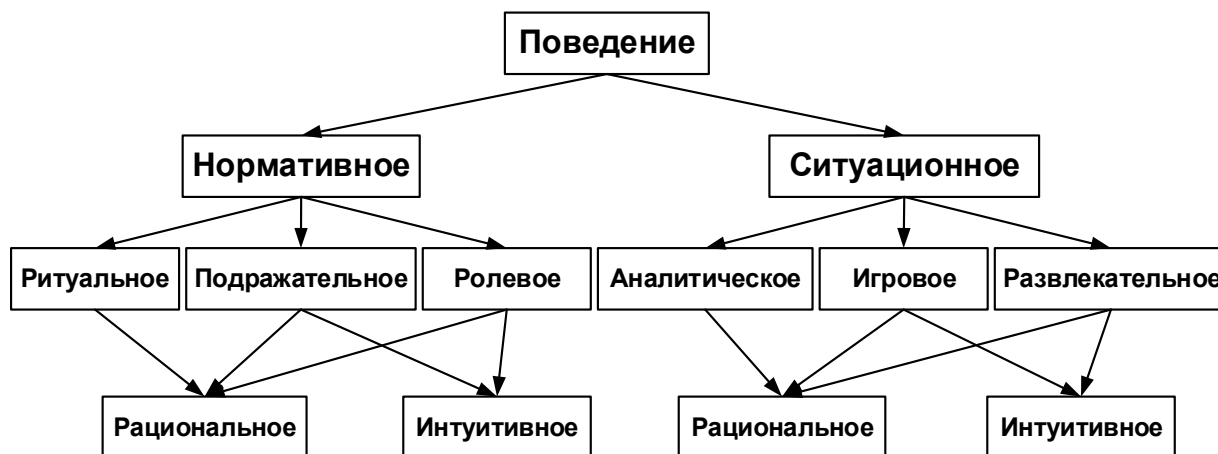 Поведение
Нормативное
Ситуационное
Ритуальное
Подражательное
Ролевое
Аналитическое
Игровое
Развлекательное
Рациональное
Интуитивное
Рациональное
Интуитивное